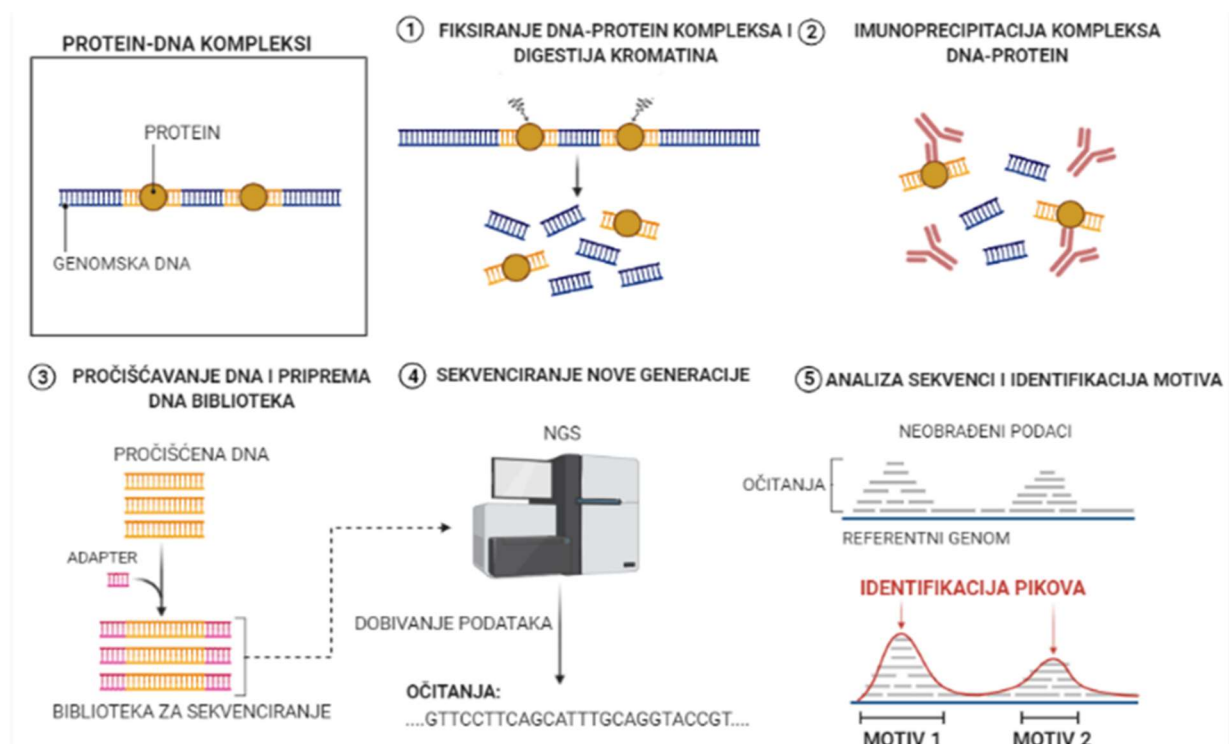 PROTEIN-DNA KOMPLEKSI
PROTEIN
GENOMSKA DNA
1 FIKSIRANJE DNA-PROTEIN KOMPLEKSA I
DIGESTIJA KROMATINA
2 IMUNOPRECIPITACIJA KOMPLEKSA
DNA-PROTEIN
3 PROČIŠĆAVANJE DNA I PRIPREMA
DNA BIBLIOTEKA
PROČIŠĆENA DNA
ADAPTER
BIBLIOTEKA ZA SEKVENCIRANJE
4 SEKVENCIRANJE NOVE GENERACIJE
NGS
DOBIVANJE PODATAKA
OČITANJA:
....GTTCCTTCAGCATTTGCAGGTACCGT....
5 ANALIZA SEKVENCI I IDENTIFIKACIJA MOTIVA
NEOBRAĐENI PODACI
OČITANJA
REFERENTNI GENOM
IDENTIFIKACIJA PIKOVA
MOTIV 1
MOTIV 2